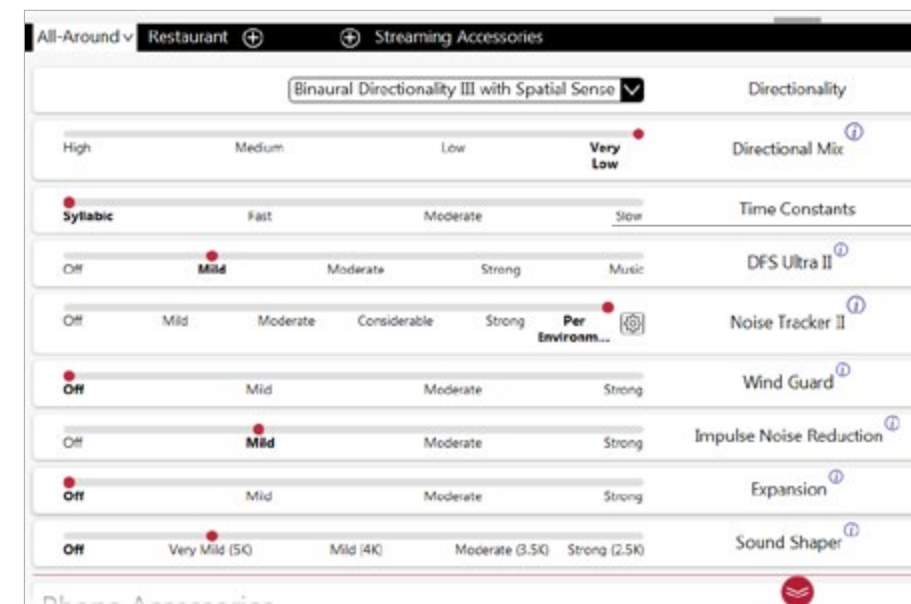 All-Around Restaurant Streaming Accessories
Binaural Directionality III with Spatial Sense Directionality
High Medium Low Very Low Directional Mix
Syllabic Fast Moderate Slow Time Constants
Off Mild Moderate Strong Music DFS Ultra II
Off Mild Moderate Considerable Strong Per Environm... Noise Tracker II
Off Mild Moderate Strong Wind Guard
Off Mild Moderate Strong Impulse Noise Reduction
Off Mild Moderate Strong Expansion
Off Very Mild (5K) Mild (4K) Moderate (3.5K) Strong (2.5K) Sound Shaper
Phone Accessories